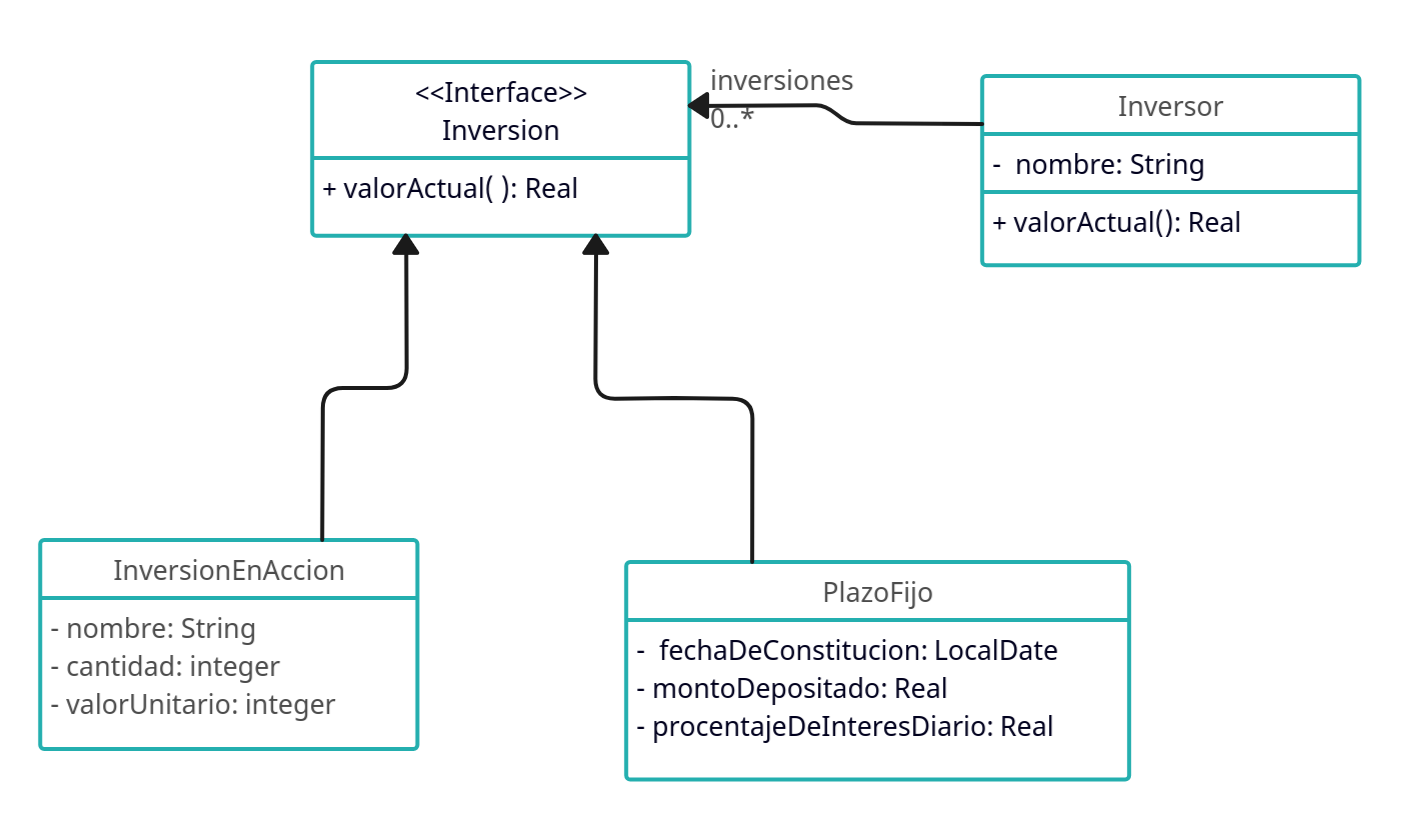 <<Interface>>
Inversion
+ valorActual( ): Real
inversiones
0..*
Inversor
-  nombre: String
+ valorActual(): Real
InversionEnAccion
- nombre: String
- cantidad: integer
- valorUnitario: integer
PlazoFijo
-  fechaDeConstitucion: LocalDate
- montoDepositado: Real
- procentajeDeInteresDiario: Real